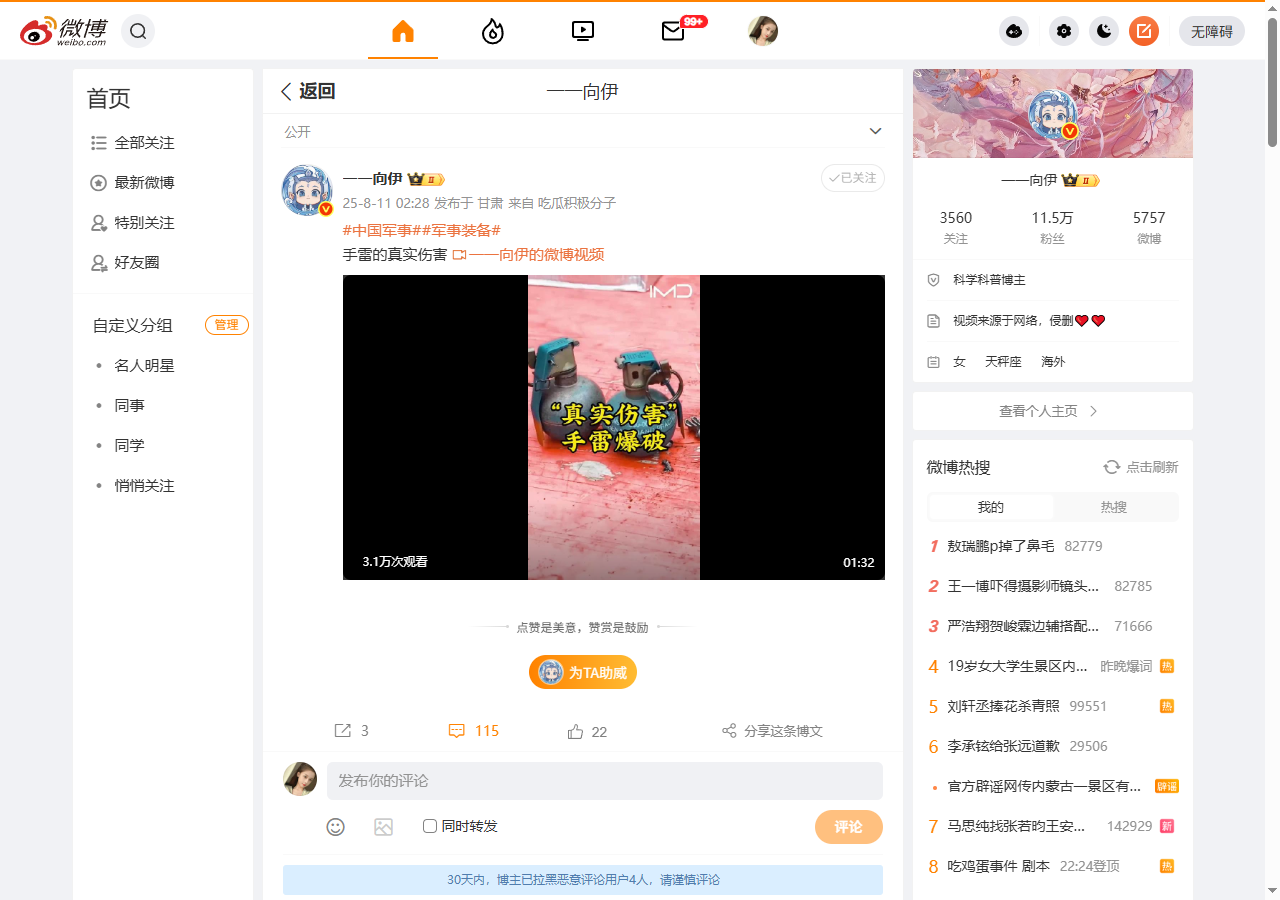 微博
weibo.com
99+
无障碍
首页
全部关注
最新微博
特别关注
好友圈
自定义分组
管理
名人明星
同事
同学
悄悄关注
返回
一一向伊
公开
一一向伊 II
25-8-11 02:28 发布于 甘肃 来自 吃瓜积极分子
已关注
#中国军事##军事装备#
手雷的真实伤害 一一向伊的微博视频
IMD
“真实伤害”
手雷爆破
3.1万次观看
01:32
点赞是美意，赞赏是鼓励
为TA助威
3
115
22
分享这条博文
发布你的评论
同时转发
评论
30天内，博主已拉黑恶意评论用户4人，请谨慎评论
一一向伊 II
3560
11.5万
5757
关注
粉丝
微博
科学科普博主
视频来源于网络，侵删❤❤
女 天秤座 海外
查看个人主页
微博热搜
点击刷新
我的
热搜
1 敖瑞鹏p掉了鼻毛 82779
2 王一博吓得摄影师镜头... 82785
3 严浩翔贺峻霖边辅搭配... 71666
4 19岁女大学生景区内... 昨晚爆词 热
5 刘轩丞捧花杀青照 99551 热
6 李承铉给张远道歉 29506
• 官方辟谣网传内蒙古一景区有... 辟谣
7 马思纯找张若昀王安... 142929 新
8 吃鸡蛋事件 剧本 22:24登顶 热